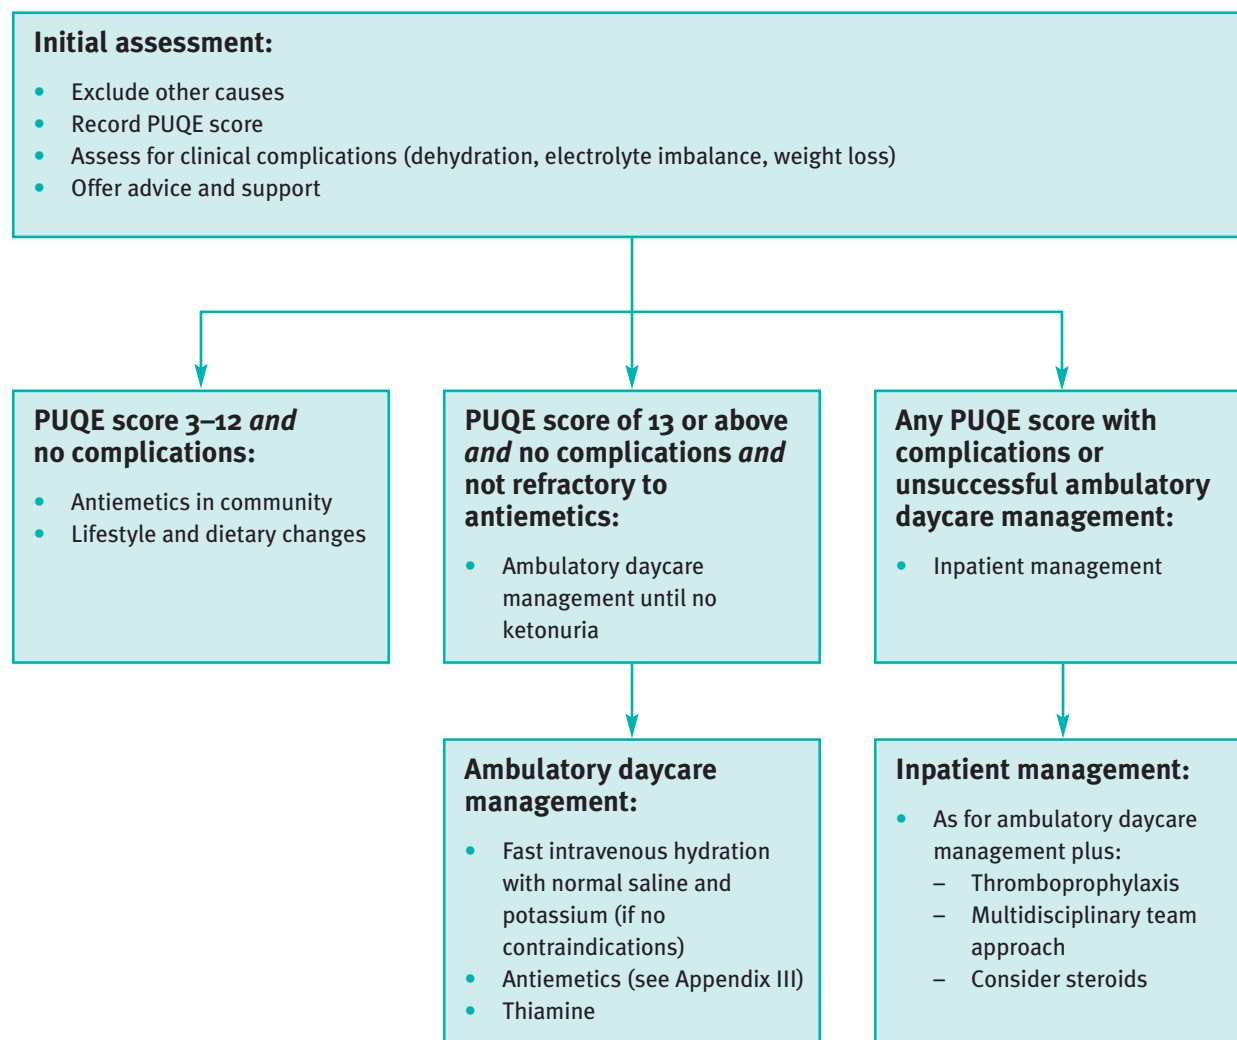 Initial assessment:
• Exclude other causes
• Record PUQE score
• Assess for clinical complications (dehydration, electrolyte imbalance, weight loss)
• Offer advice and support
PUQE score 3–12 and
no complications:
• Antiemetics in community
• Lifestyle and dietary changes
PUQE score of 13 or above
and no complications and
not refractory to
antiemetics:
• Ambulatory daycare
management until no
ketonuria
Any PUQE score with
complications or
unsuccessful ambulatory
daycare management:
• Inpatient management
Ambulatory daycare
management:
• Fast intravenous hydration
with normal saline and
potassium (if no
contraindications)
• Antiemetics (see Appendix III)
• Thiamine
Inpatient management:
• As for ambulatory daycare
management plus:
– Thromboprophylaxis
– Multidisciplinary team
approach
– Consider steroids